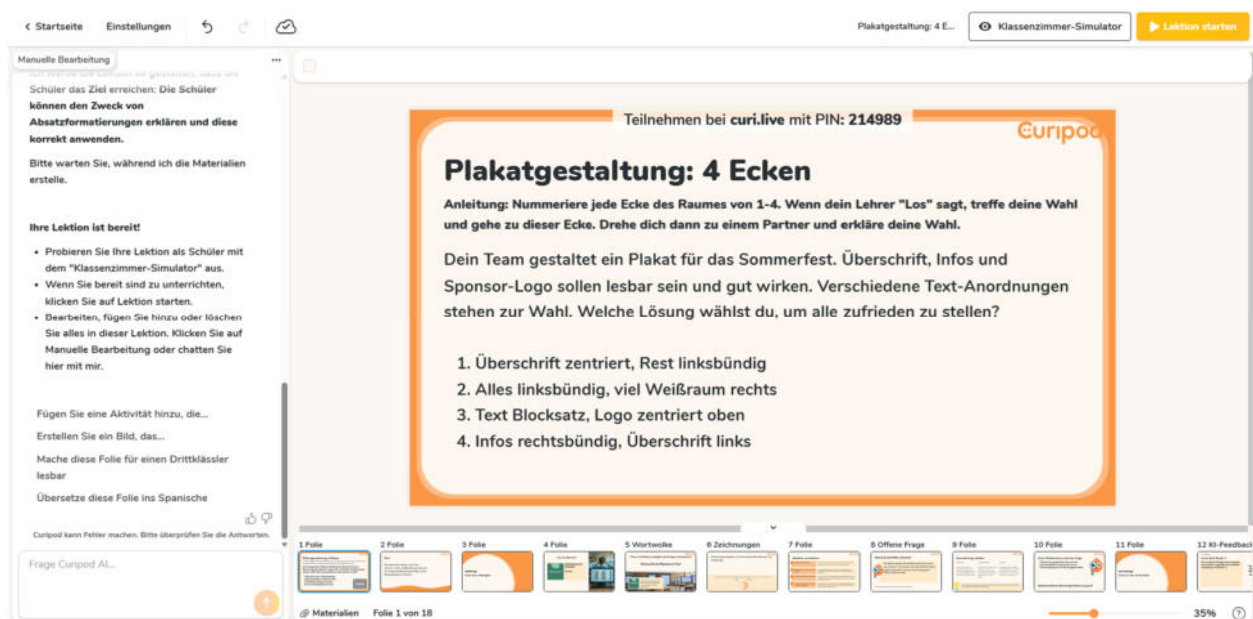 Startseite
Einstellungen
Plakatgestaltung: 4 E...
Klassenzimmer-Simulator
Lektion starten
Manuelle Bearbeitung
...
Schüler das Ziel erreichen: Die Schüler
können den Zweck von
Absatzformatierungen erklären und diese
korrekt anwenden.
Bitte warten Sie, während ich die Materialien
erstelle.
Ihre Lektion ist bereit!
• Probieren Sie Ihre Lektion als Schüler mit
dem "Klassenzimmer-Simulator" aus.
• Wenn Sie bereit sind zu unterrichten,
klicken Sie auf Lektion starten.
• Bearbeiten, fügen Sie hinzu oder löschen
Sie alles in dieser Lektion. Klicken Sie auf
Manuelle Bearbeitung oder chatten Sie
hier mit mir.
Fügen Sie eine Aktivität hinzu, die...
Erstellen Sie ein Bild, das...
Mache diese Folie für einen Drittklässler
lesbar
Übersetze diese Folie ins Spanische
Curipod kann Fehler machen. Bitte überprüfen Sie die Antworten.
Frage Curipod AI...
Teilnehmen bei curi.live mit PIN: 214989
Curipod
Plakatgestaltung: 4 Ecken
Anleitung: Nummeriere jede Ecke des Raumes von 1-4. Wenn dein Lehrer "Los" sagt, treffe deine Wahl
und gehe zu dieser Ecke. Drehe dich dann zu einem Partner und erkläre deine Wahl.
Dein Team gestaltet ein Plakat für das Sommerfest. Überschrift, Infos und
Sponsor-Logo sollen lesbar sein und gut wirken. Verschiedene Text-Anordnungen
stehen zur Wahl. Welche Lösung wählst du, um alle zufrieden zu stellen?
1. Überschrift zentriert, Rest linksbündig
2. Alles linksbündig, viel Weißraum rechts
3. Text Blocksatz, Logo zentriert oben
4. Infos rechtsbündig, Überschrift links
1 Folie
2 Folie
3 Folie
4 Folie
5 Wortwolke
6 Zeichnungen
7 Folie
8 Offene Frage
9 Folie
10 Folie
11 Folie
12 KI-Feedback
Materialien
Folie 1 von 18
35%